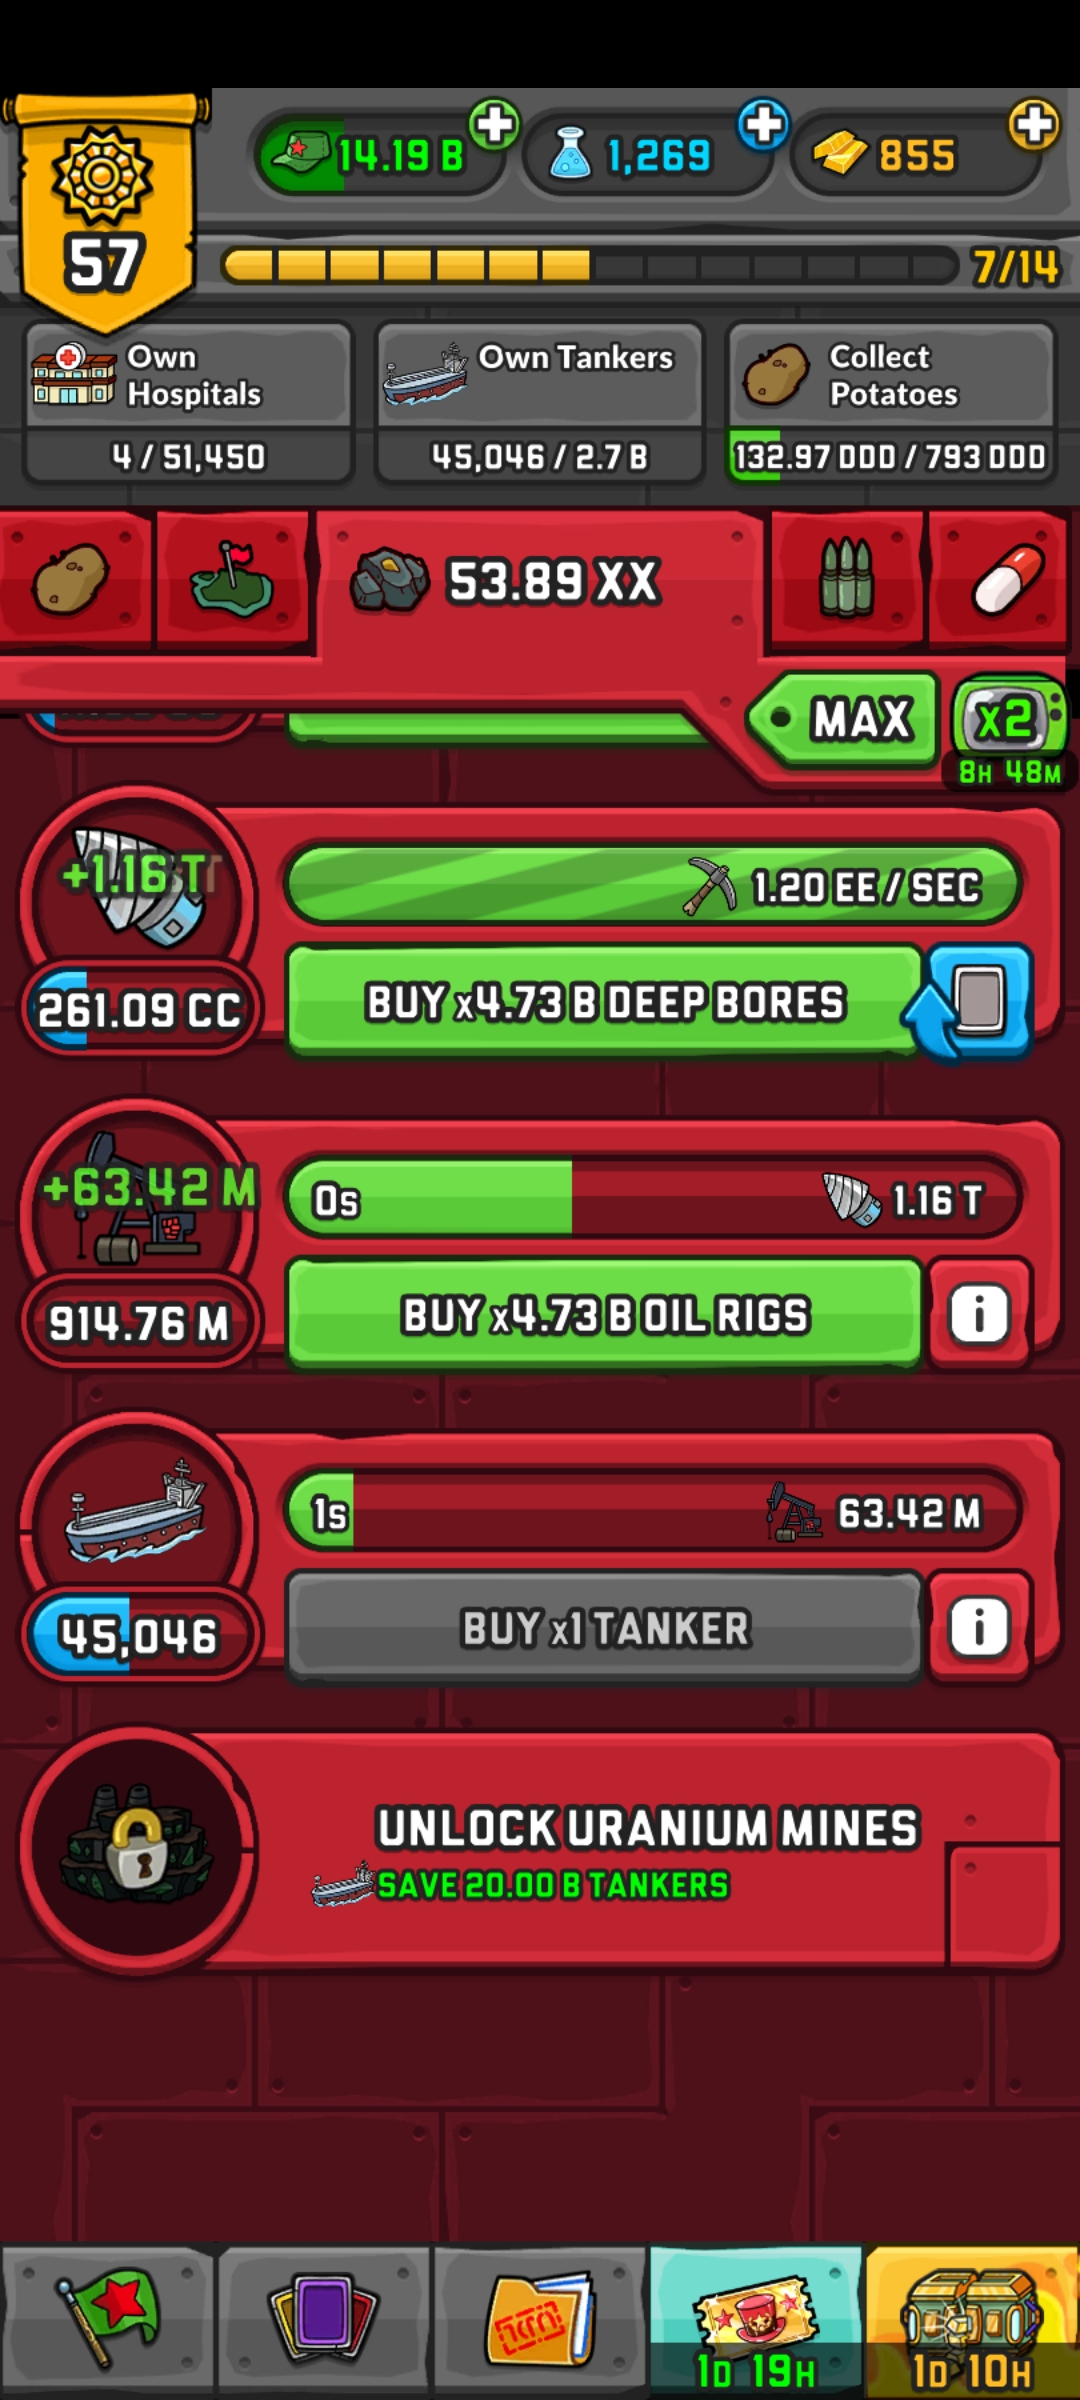 14.19 B
1,269
855
57
7/14
Own Hospitals
4 / 51,450
Own Tankers
45,046 / 2.7 B
Collect Potatoes
132.97 DDD / 793 DDD
53.89 XX
MAX
x2
8H 48M
+1.16 T
1.20 EE / SEC
261.09 CC
BUY x4.73 B DEEP BORES
+63.42 M
0s
1.16 T
914.76 M
BUY x4.73 B OIL RIGS
i
1s
63.42 M
45,046
BUY x1 TANKER
i
UNLOCK URANIUM MINES
SAVE 20.00 B TANKERS
1D 19H
1D 10H